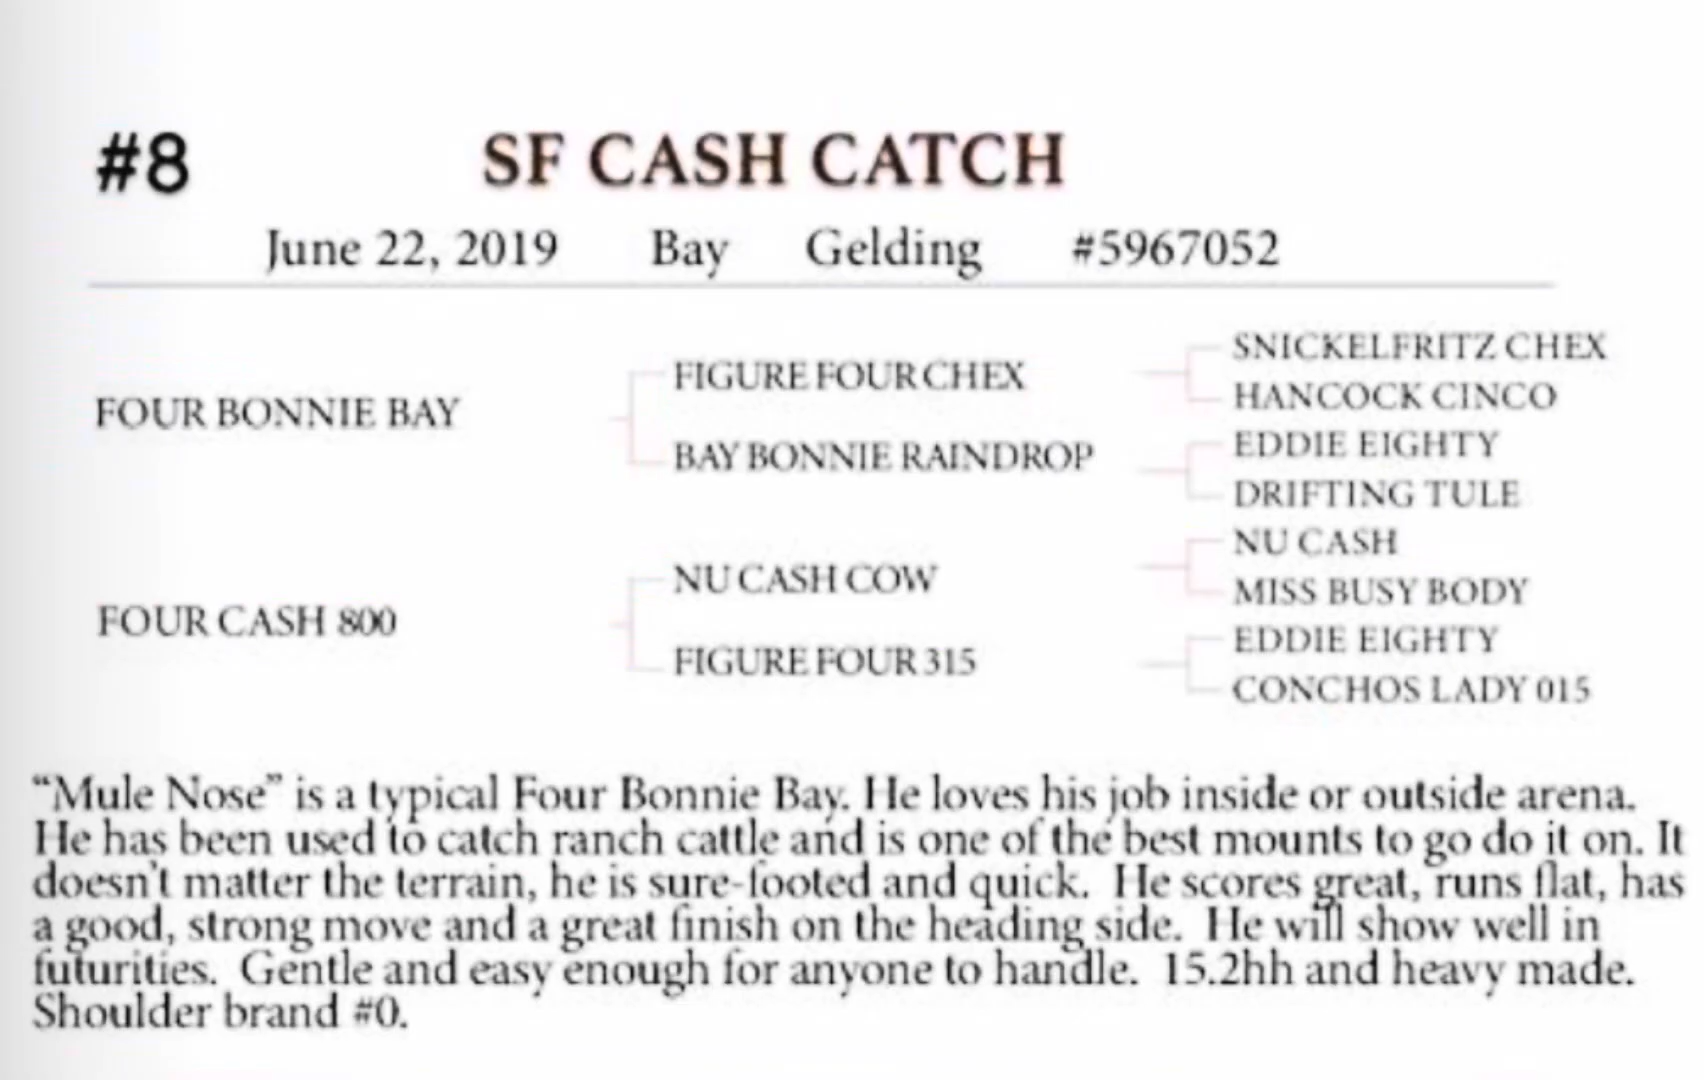 #8 SF CASH CATCH
June 22, 2019 Bay Gelding #5967052
SNICKELFRITZ CHEX
FIGURE FOUR CHEX
HANCOCK CINCO
FOUR BONNIE BAY
EDDIE EIGHTY
BAY BONNIE RAINDROP
DRIFTING TULE
NU CASH
NU CASH COW
MISS BUSY BODY
FOUR CASH 800
EDDIE EIGHTY
FIGURE FOUR 315
CONCHOS LADY 015
“Mule Nose” is a typical Four Bonnie Bay. He loves his job inside or outside arena.
He has been used to catch ranch cattle and is one of the best mounts to go do it on. It
doesn't matter the terrain, he is sure-footed and quick. He scores great, runs flat, has
a good, strong move and a great finish on the heading side. He will show well in
futurities. Gentle and easy enough for anyone to handle. 15.2hh and heavy made.
Shoulder brand #0.